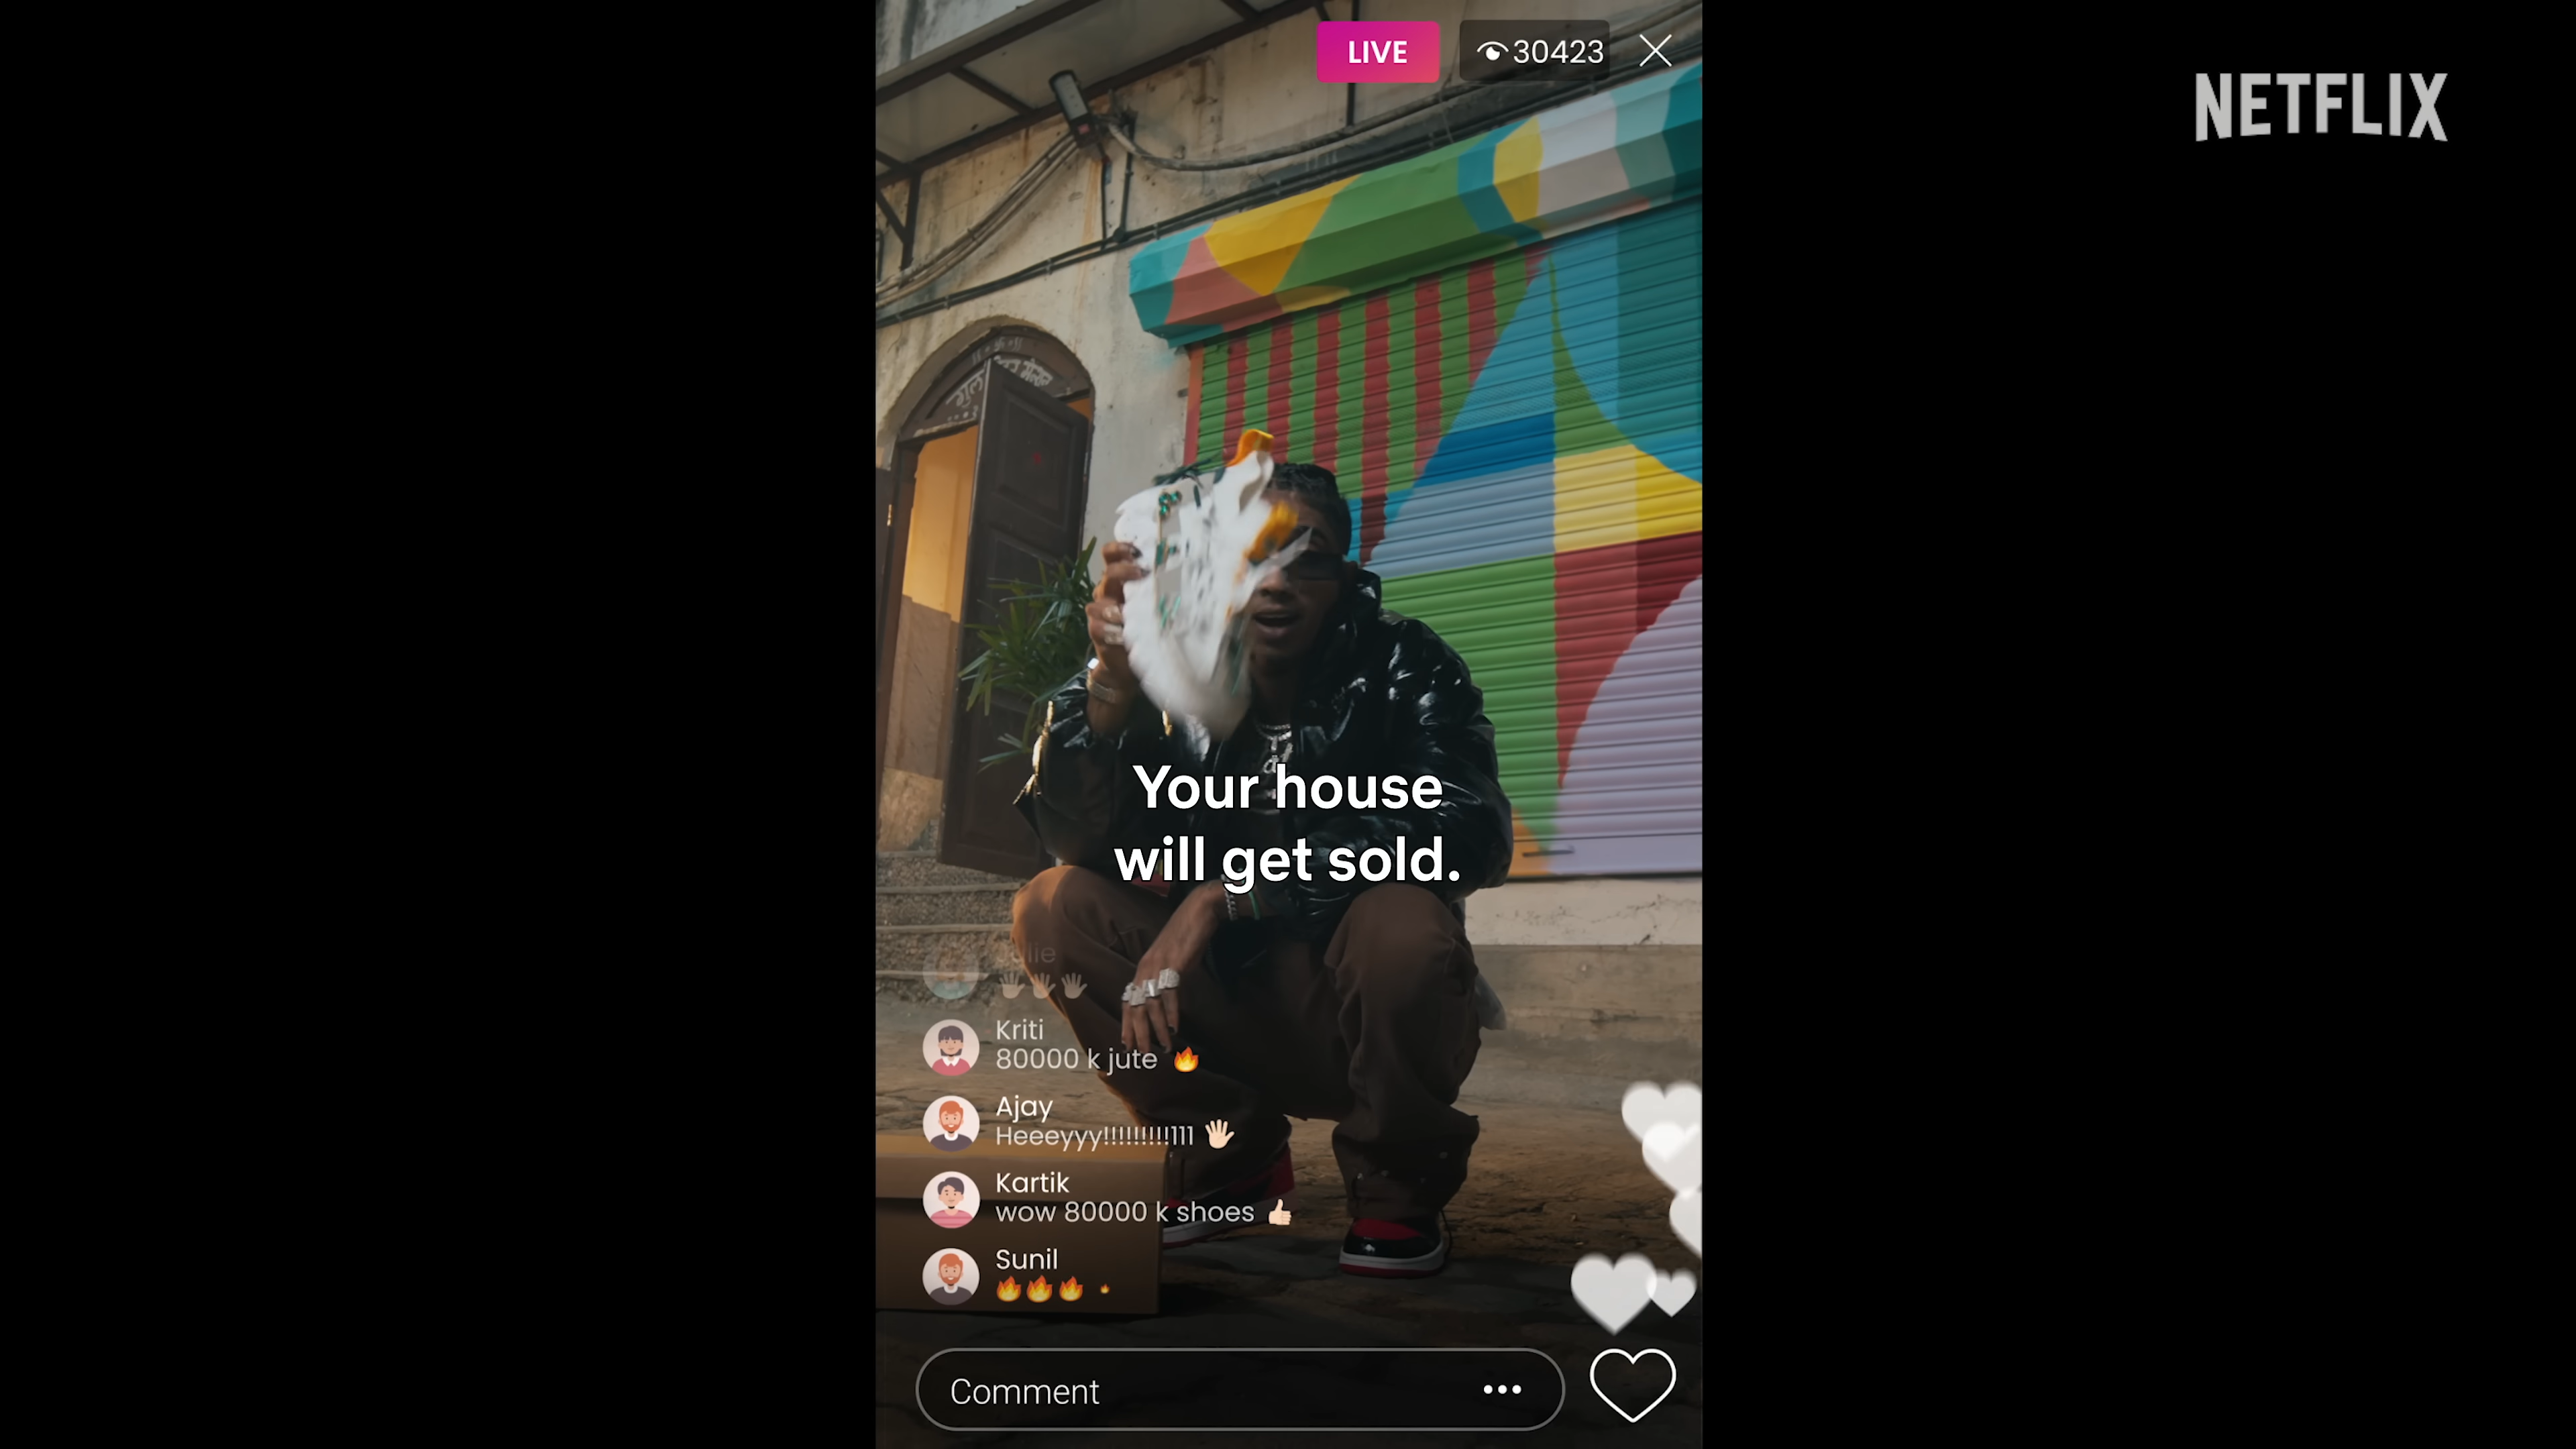 LIVE
30423
NETFLIX
Your house
will get sold.
Kriti
80000 k jute 🔥
Ajay
Heeeyyy!!!!!!!!!!111 🖐🏻
Kartik
wow 80000 k shoes 👍🏻
Sunil
🔥🔥🔥🔥
Comment